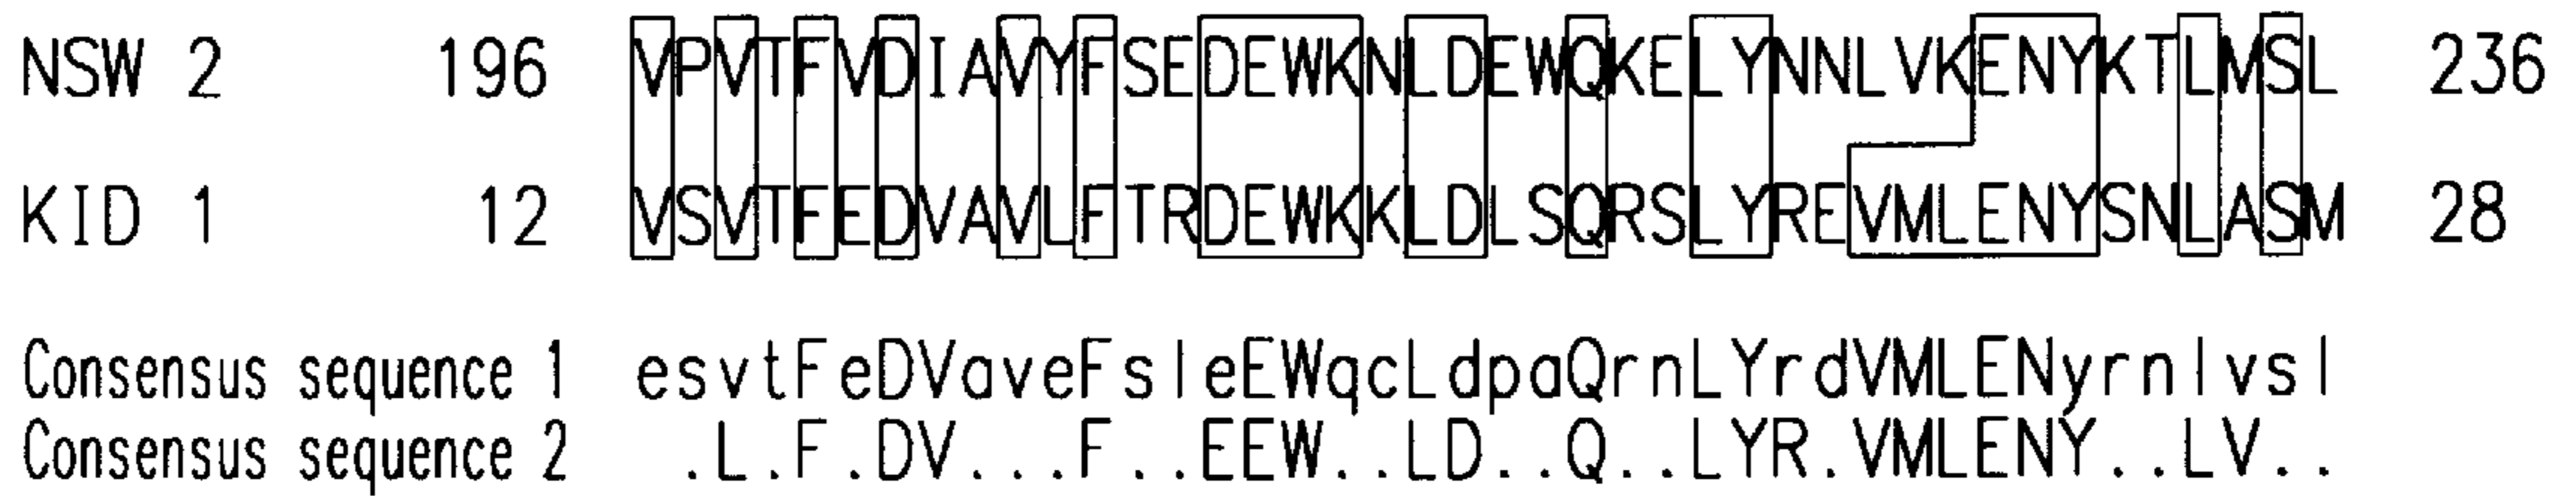 NSW 2 196 VPVTFVDIAVYFSEDEWKNLDEWQKELYNNLVKENYKTLMSL 236
KID 1 12 VSVTFEDVAVLFTRDEWKKLDLSQRSLYREVMLENYSNLASM 28
Consensus sequence 1 esvtFeDVaveFsleEWqcLdpaQrnLYrdVMLENyrnlvsl
Consensus sequence 2 .L.F.DV...F..EEW..LD..Q..LYR.VMLENY..LV..